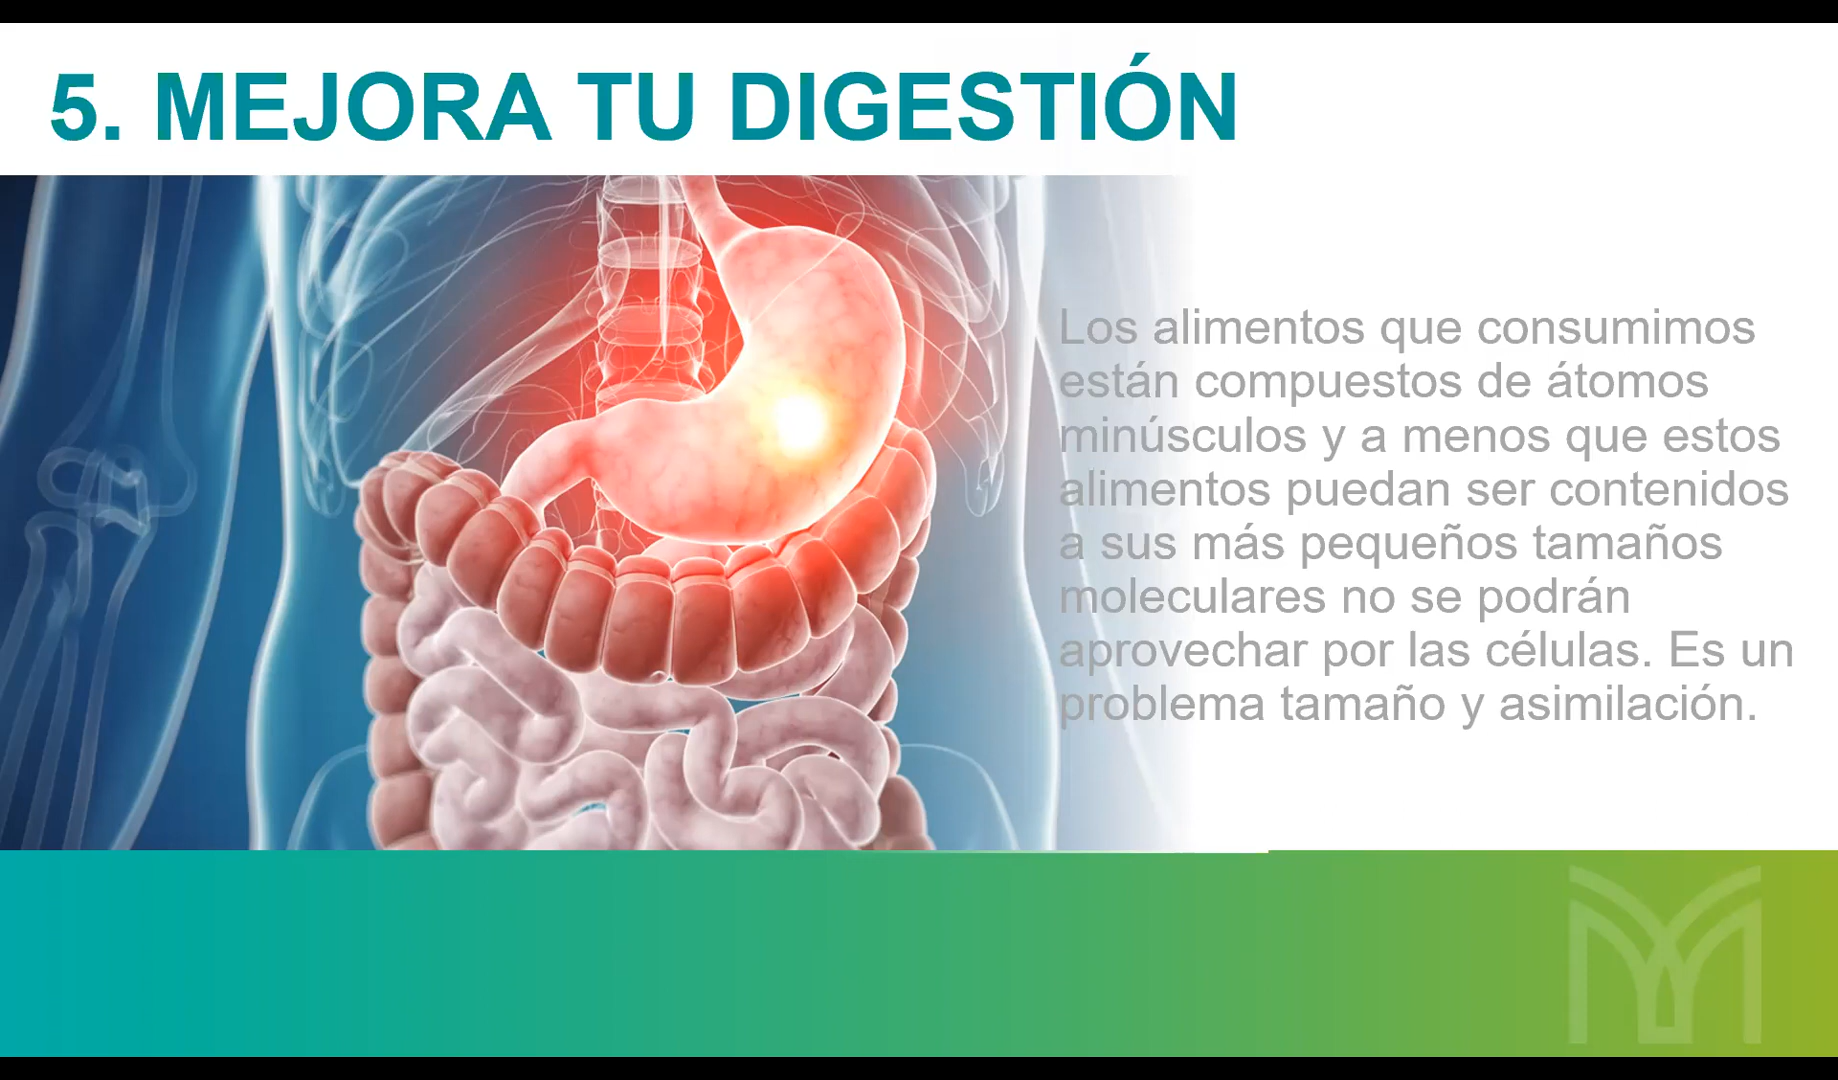 5. MEJORA TU DIGESTIÓN
Los alimentos que consumimos
están compuestos de átomos
minúsculos y a menos que estos
alimentos puedan ser contenidos
a sus más pequeños tamaños
moleculares no se podrán
aprovechar por las células. Es un
problema tamaño y asimilación.